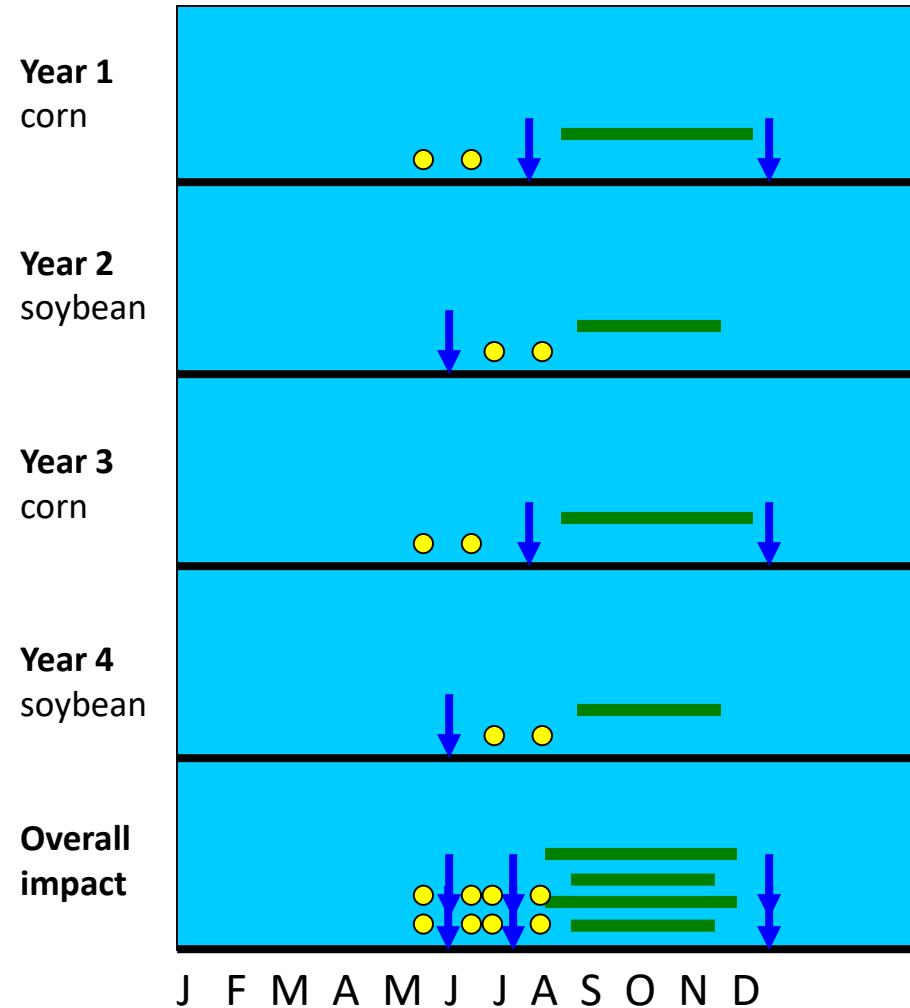 Year 1
corn
Year 2
soybean
Year 3
corn
Year 4
soybean
Overall
impact
J F M A M J J A S O N D